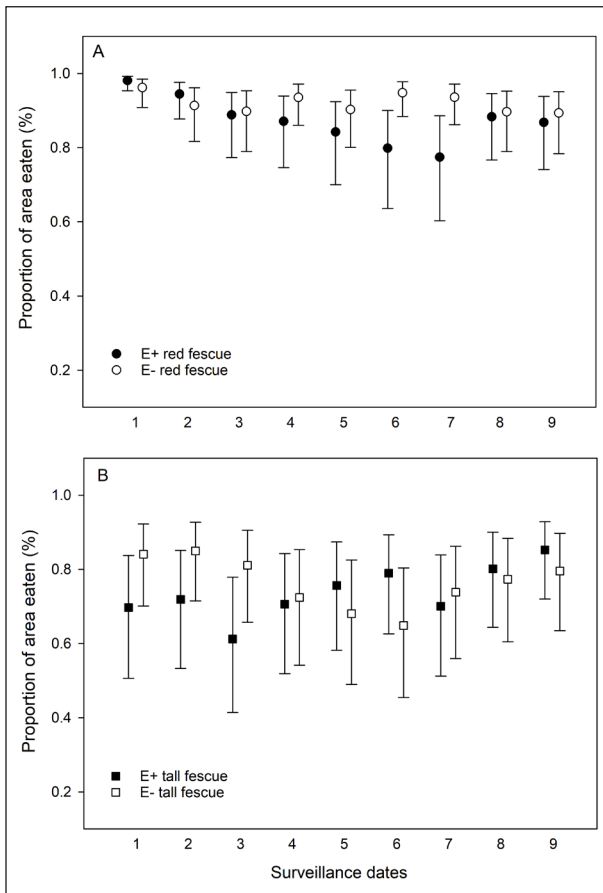 A
Proportion of area eaten (%)
1.0
0.8
0.6
0.4
0.2
E+ red fescue
E- red fescue
1 2 3 4 5 6 7 8 9
B
Proportion of area eaten (%)
1.0
0.8
0.6
0.4
0.2
E+ tall fescue
E- tall fescue
1 2 3 4 5 6 7 8 9
Surveillance dates